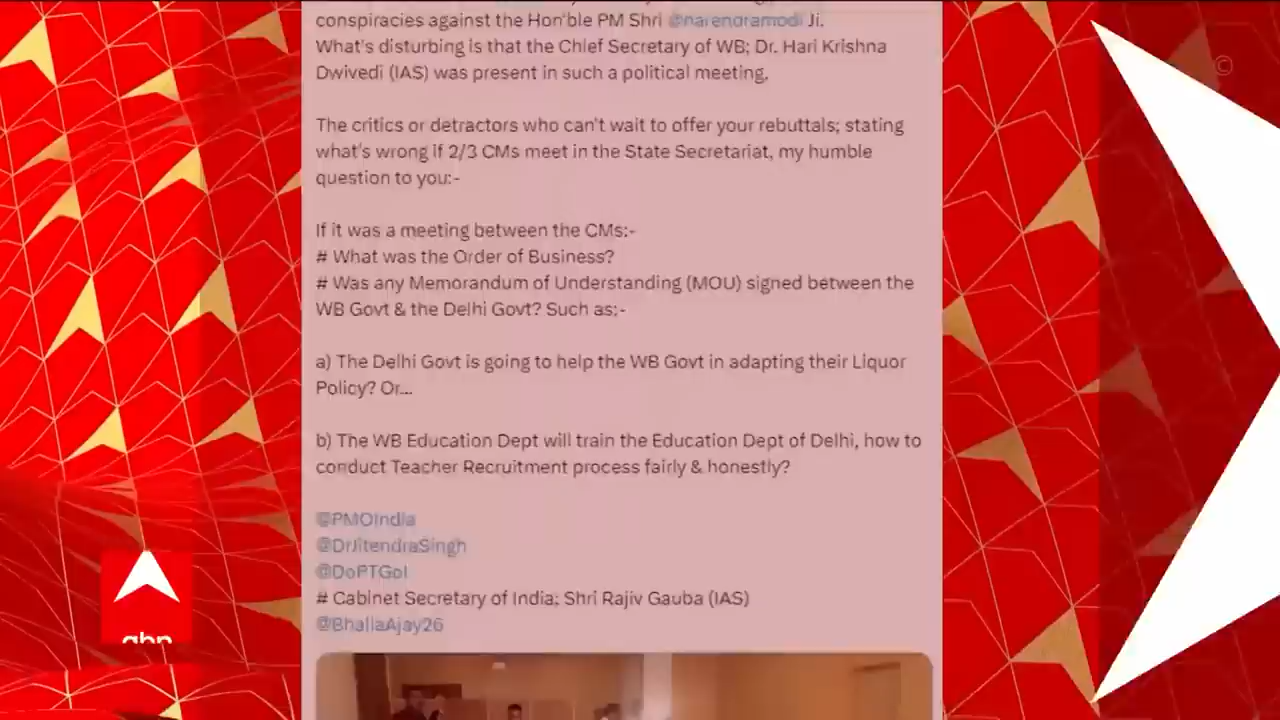 conspiracies against the Hon'ble PM Shri @narendramodi Ji.
What's disturbing is that the Chief Secretary of WB; Dr. Hari Krishna
Dwivedi (IAS) was present in such a political meeting.
The critics or detractors who can't wait to offer your rebuttals; stating
what's wrong if 2/3 CMs meet in the State Secretariat, my humble
question to you:-
If it was a meeting between the CMs:-
# What was the Order of Business?
# Was any Memorandum of Understanding (MOU) signed between the
WB Govt & the Delhi Govt? Such as:-
a) The Delhi Govt is going to help the WB Govt in adapting their Liquor
Policy? Or...
b) The WB Education Dept will train the Education Dept of Delhi, how to
conduct Teacher Recruitment process fairly & honestly?
@PMOIndia
@DrJitendraSingh
@DoPTGoI
# Cabinet Secretary of India; Shri Rajiv Gauba (IAS)
@BhallaAjay26
©
abp